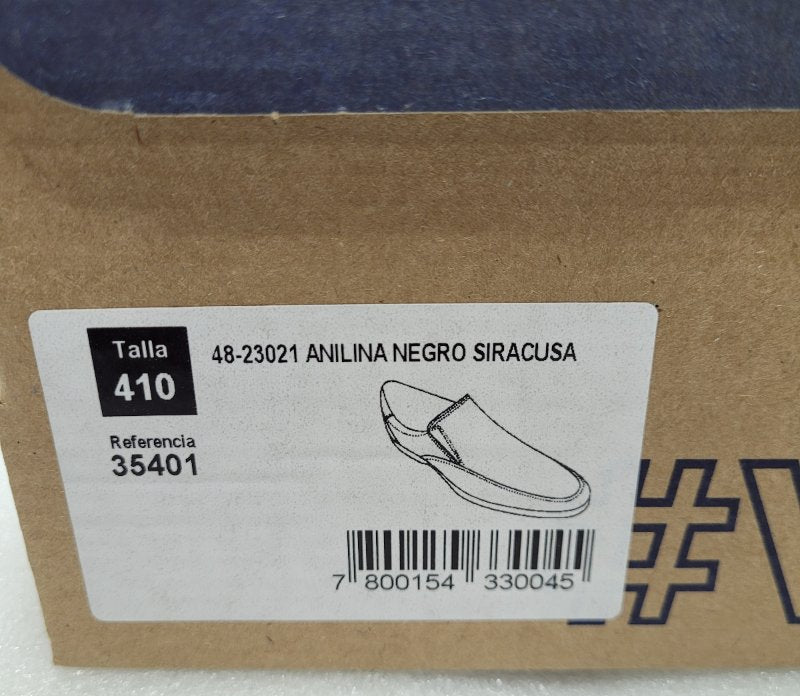 Talla
410
48-23021 ANILINA NEGRO SIRACUSA
Referencia
35401
7 800154 330045
#V